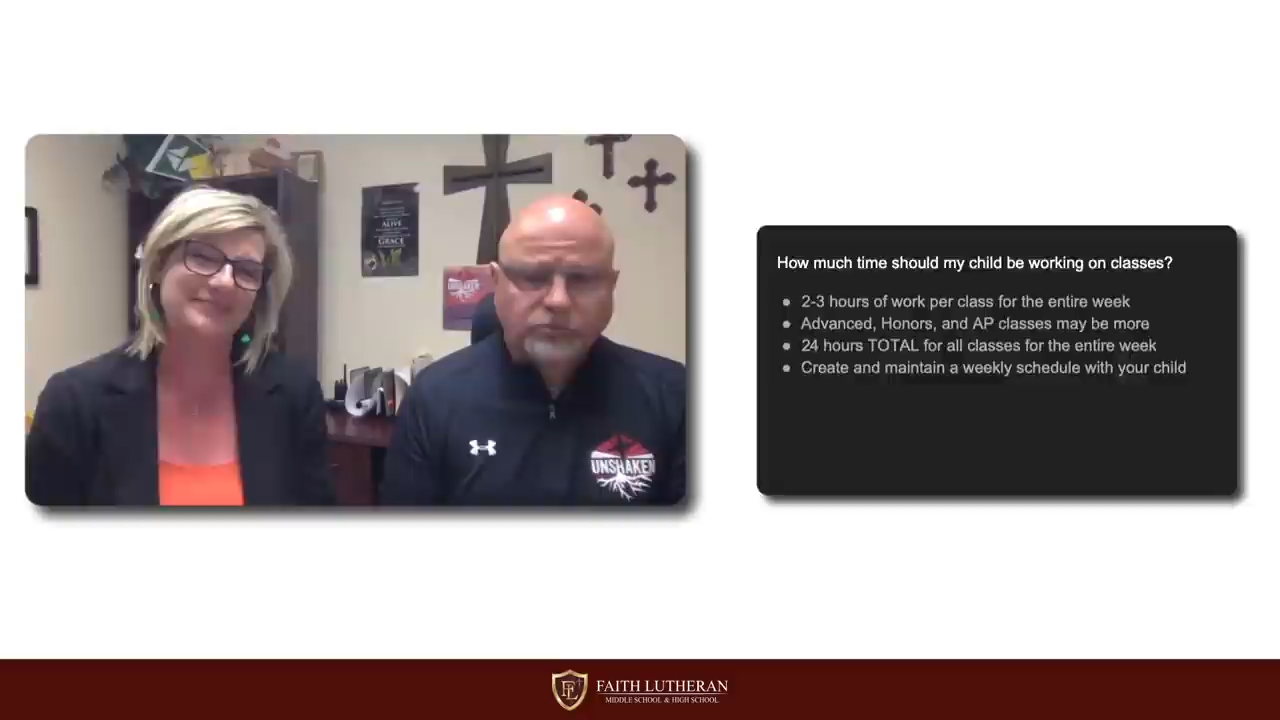 ALIVE
GRACE
UNSHAKEN
UNSHAKEN
How much time should my child be working on classes?
2-3 hours of work per class for the entire week
Advanced, Honors, and AP classes may be more
24 hours TOTAL for all classes for the entire week
Create and maintain a weekly schedule with your child
FL
FAITH LUTHERAN
MIDDLE SCHOOL & HIGH SCHOOL